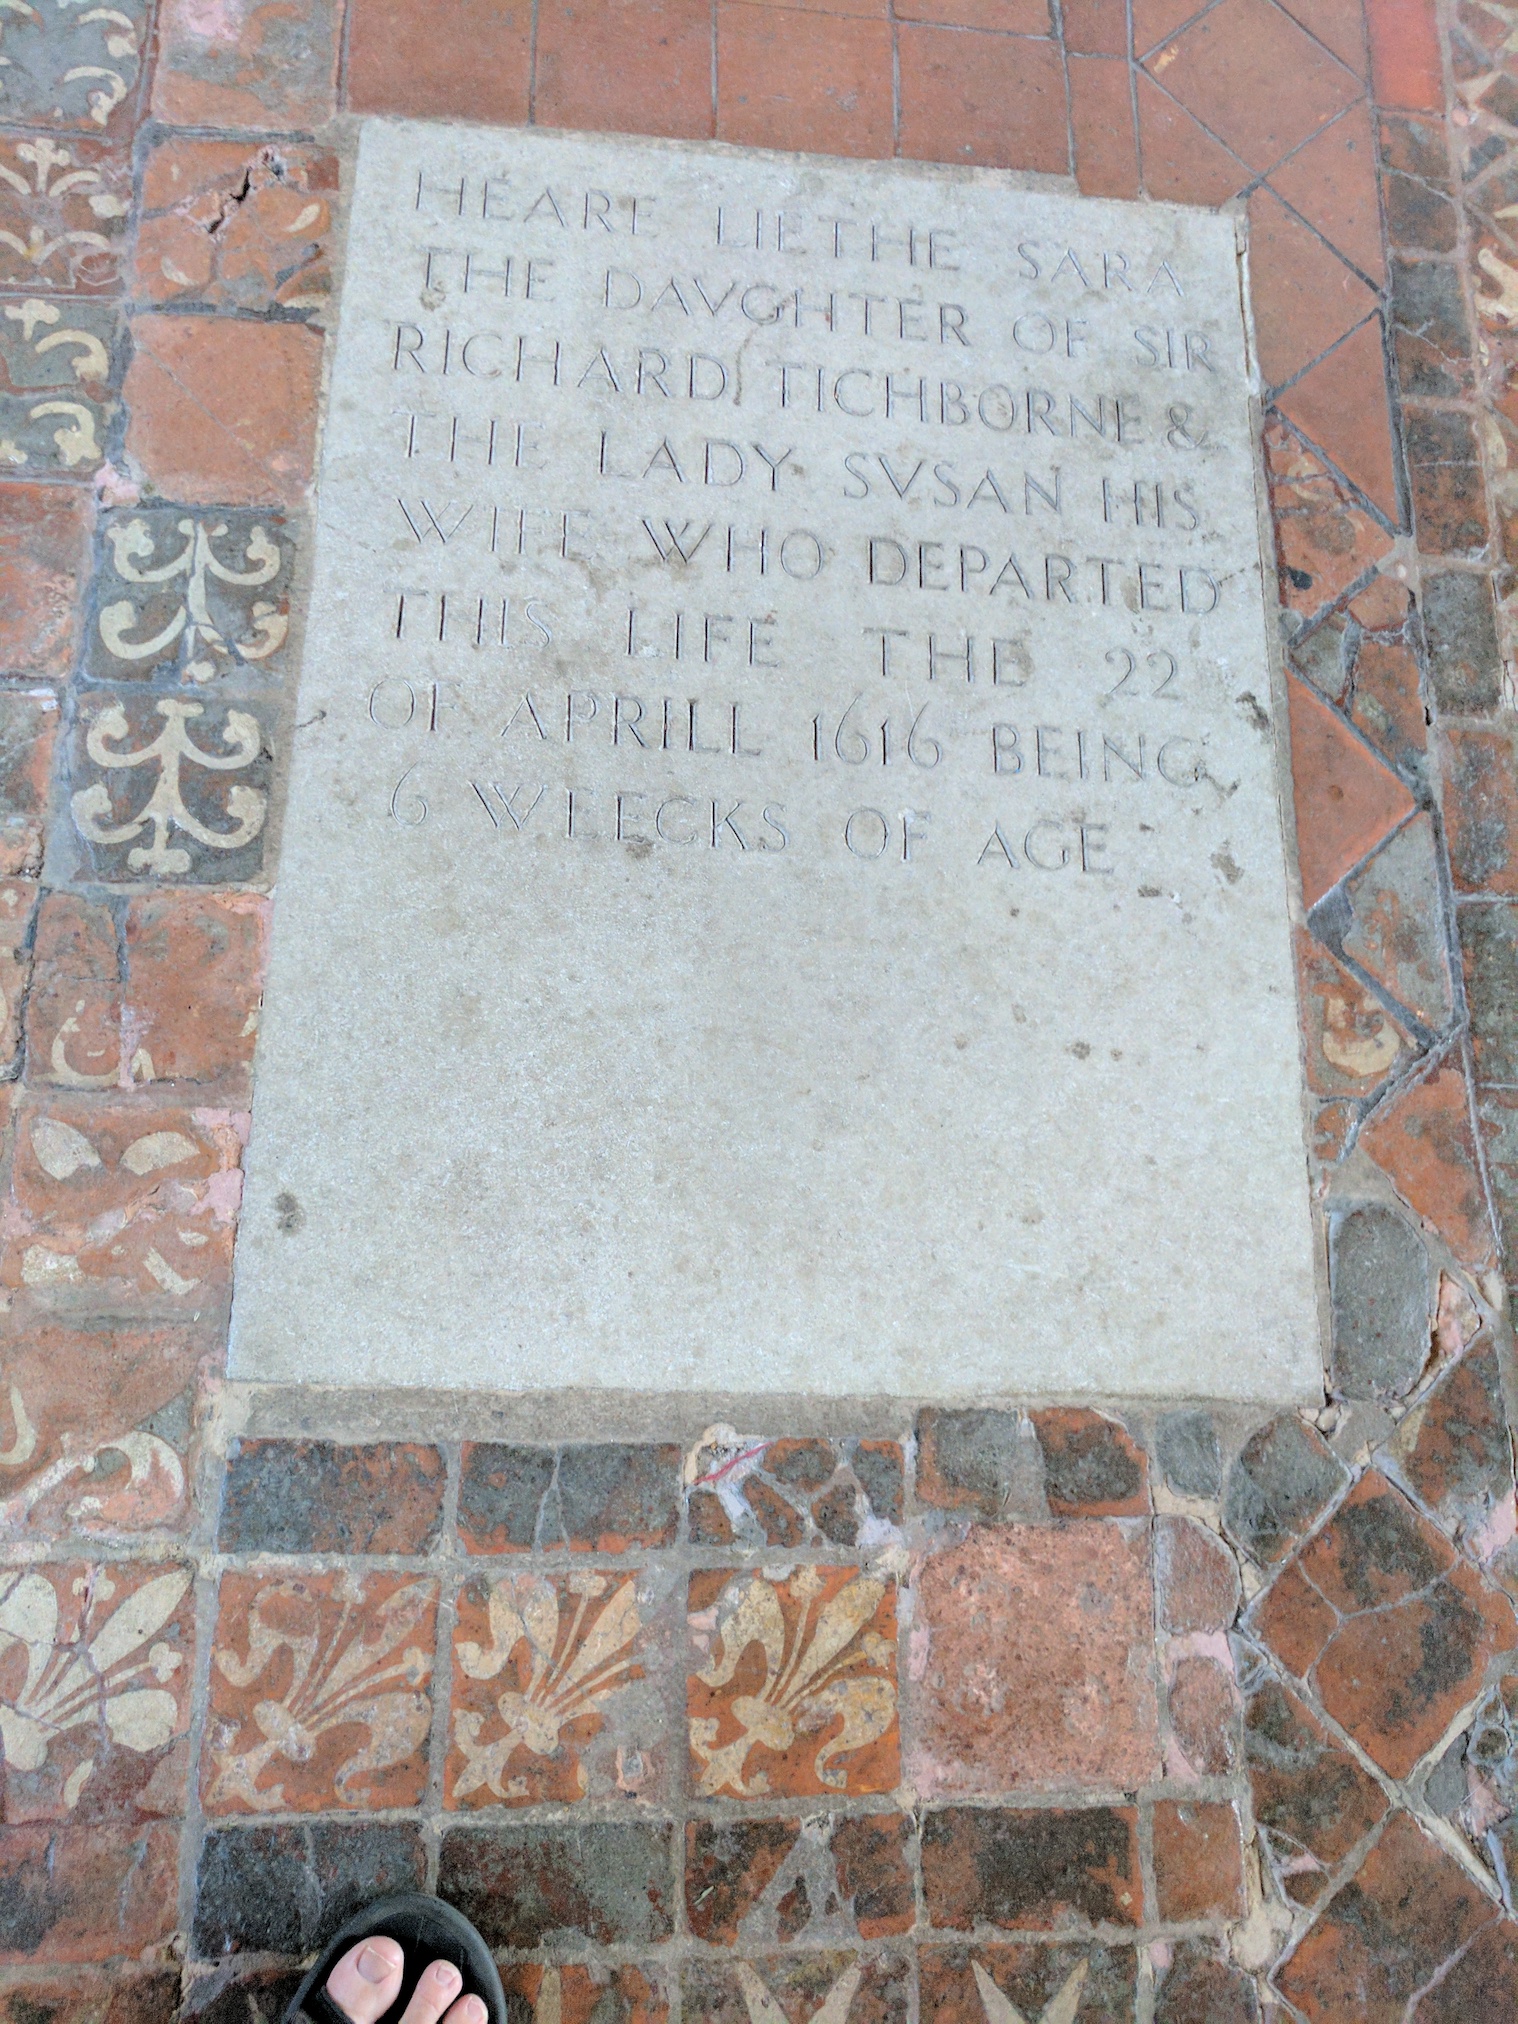 HEARE LIETHE SARA
THE DAVGHTER OF SIR
RICHARD TICHBORNE &
THE LADY SVSAN HIS
WIFE WHO DEPARTED
THIS LIFE THE 22
OF APRILL 1616 BEING
6 WEECKS OF AGE